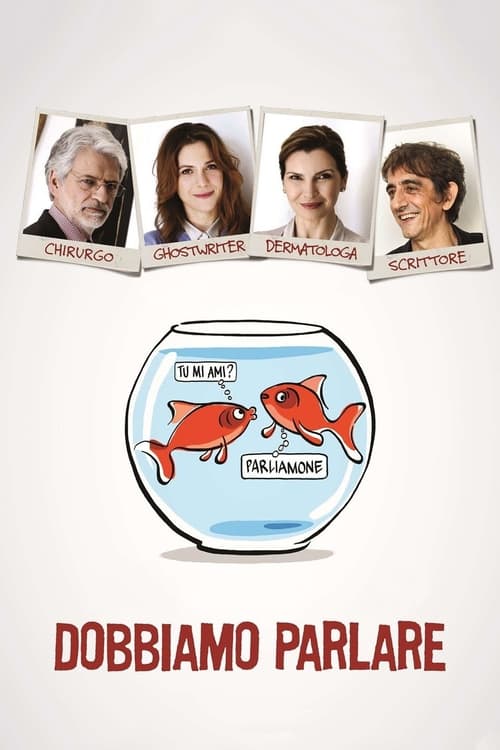 CHIRURGO
GHOSTWRITER
DERMATOLOGA
SCRITTORE
TU MI AMI?
PARLIAMONE
DOBBIAMO PARLARE